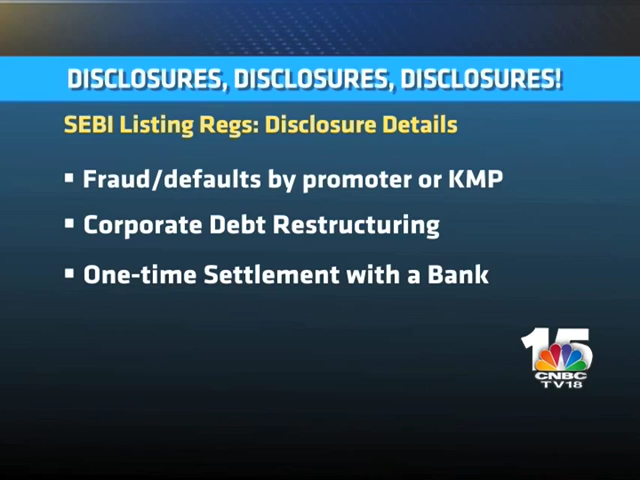 DISCLOSURES, DISCLOSURES, DISCLOSURES!
SEBI Listing Regs: Disclosure Details
▪ Fraud/defaults by promoter or KMP
▪ Corporate Debt Restructuring
▪ One-time Settlement with a Bank
15
CNBC
TV18